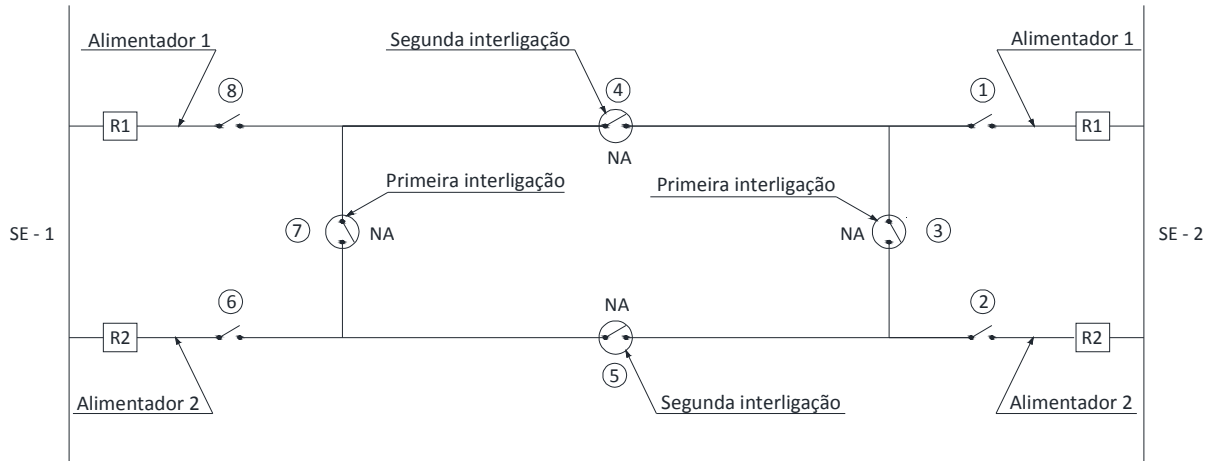 Alimentador 1
Segunda interligação
Alimentador 1
8
4
1
R1
R1
NA
Primeira interligação
Primeira interligação
SE - 1
7
NA
NA
3
SE - 2
6
NA
2
R2
R2
5
Alimentador 2
Segunda interligação
Alimentador 2